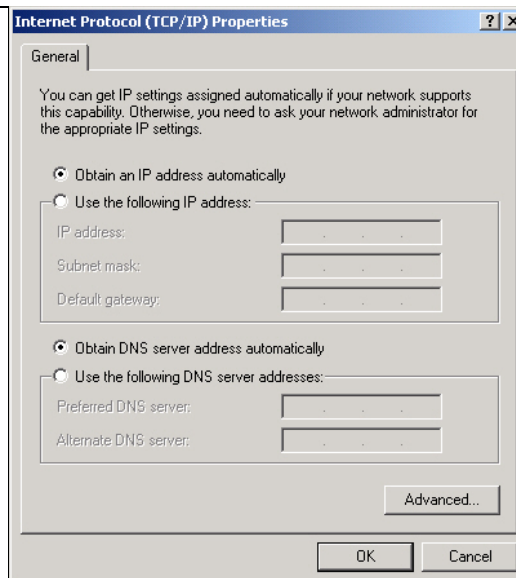 Internet Protocol (TCP/IP) Properties
General
You can get IP settings assigned automatically if your network supports
this capability. Otherwise, you need to ask your network administrator for
the appropriate IP settings.
Obtain an IP address automatically
Use the following IP address:
IP address:
Subnet mask:
Default gateway:
Obtain DNS server address automatically
Use the following DNS server addresses:
Preferred DNS server:
Alternate DNS server:
Advanced...
OK Cancel